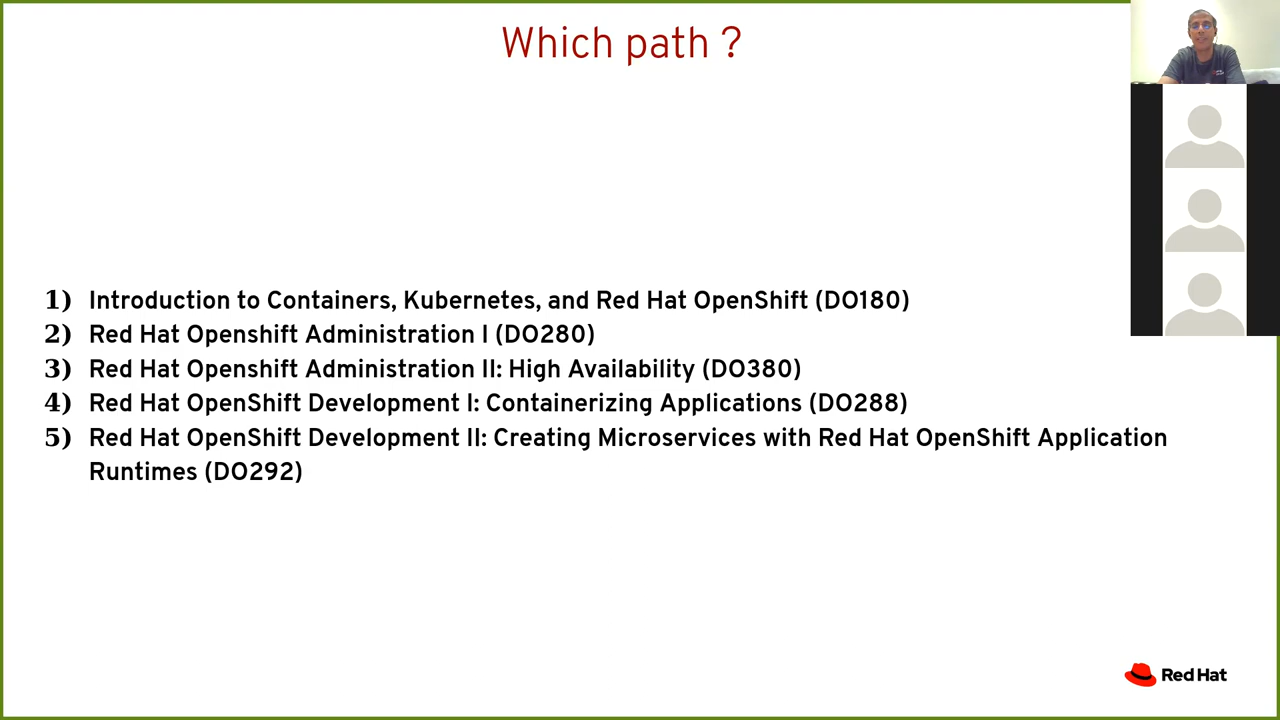 Which path ?
1) Introduction to Containers, Kubernetes, and Red Hat OpenShift (DO180)
2) Red Hat Openshift Administration I (DO280)
3) Red Hat Openshift Administration II: High Availability (DO380)
4) Red Hat OpenShift Development I: Containerizing Applications (DO288)
5) Red Hat OpenShift Development II: Creating Microservices with Red Hat OpenShift Application
Runtimes (DO292)
Red Hat